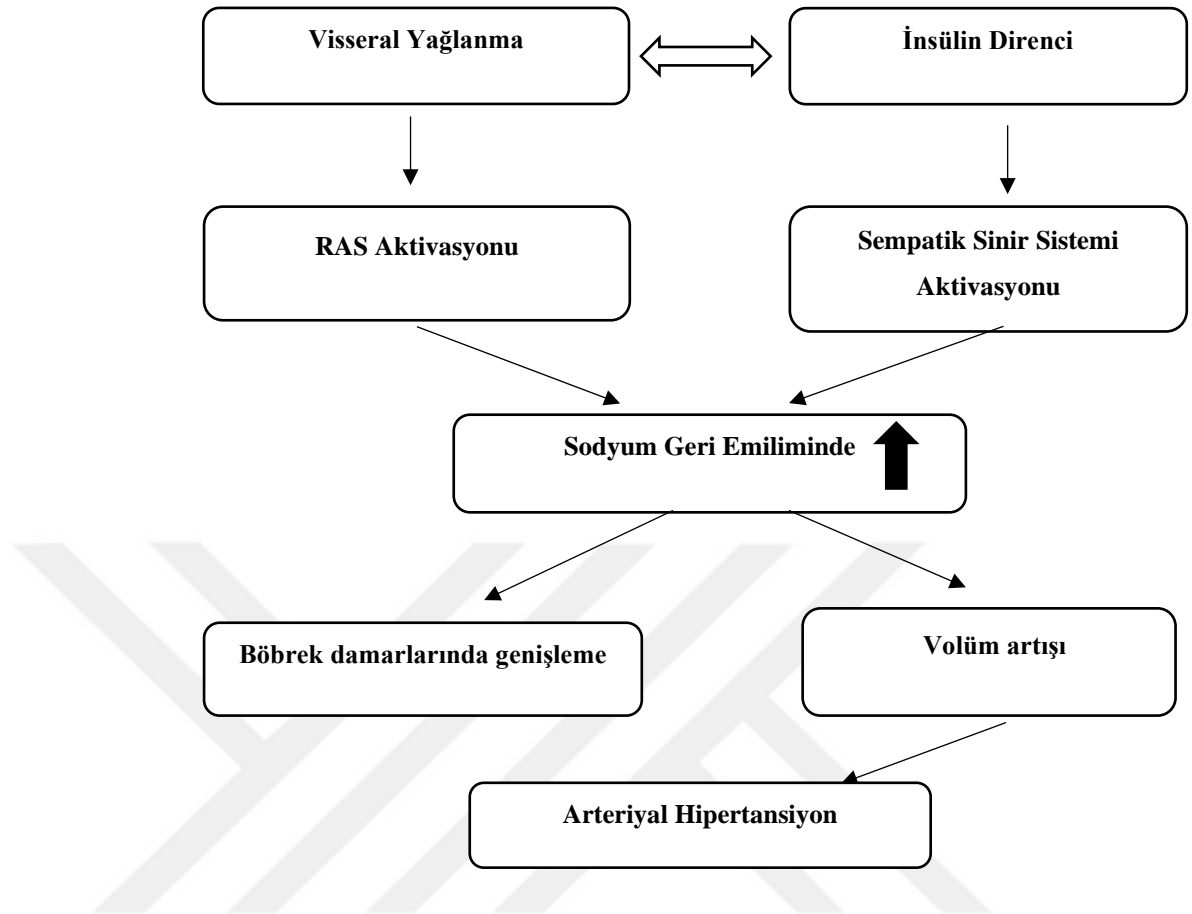 Visseral Yağlanma
İnsülin Direnci
RAS Aktivasyonu
Sempatik Sinir Sistemi
Aktivasyonu
Sodyum Geri Emiliminde
Böbrek damarlarında genişleme
Volüm artışı
Arteriyal Hipertansiyon